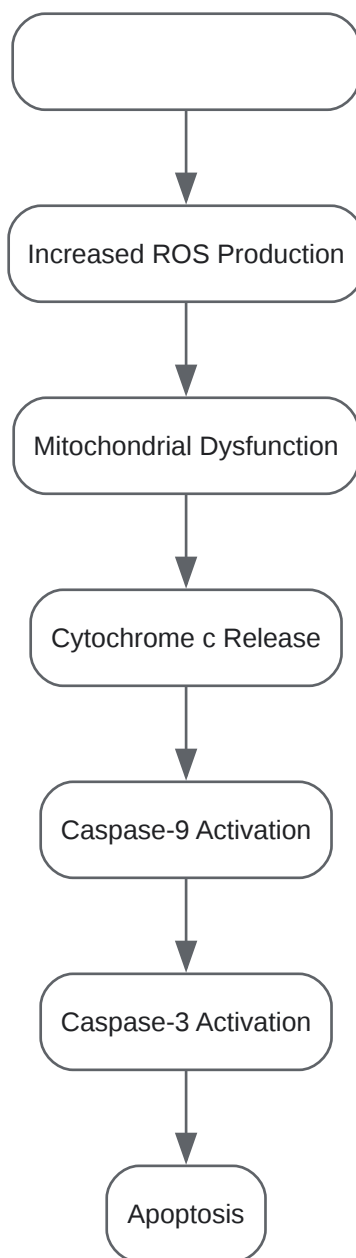 Increased ROS Production
Mitochondrial Dysfunction
Cytochrome c Release
Caspase-9 Activation
Caspase-3 Activation
Apoptosis